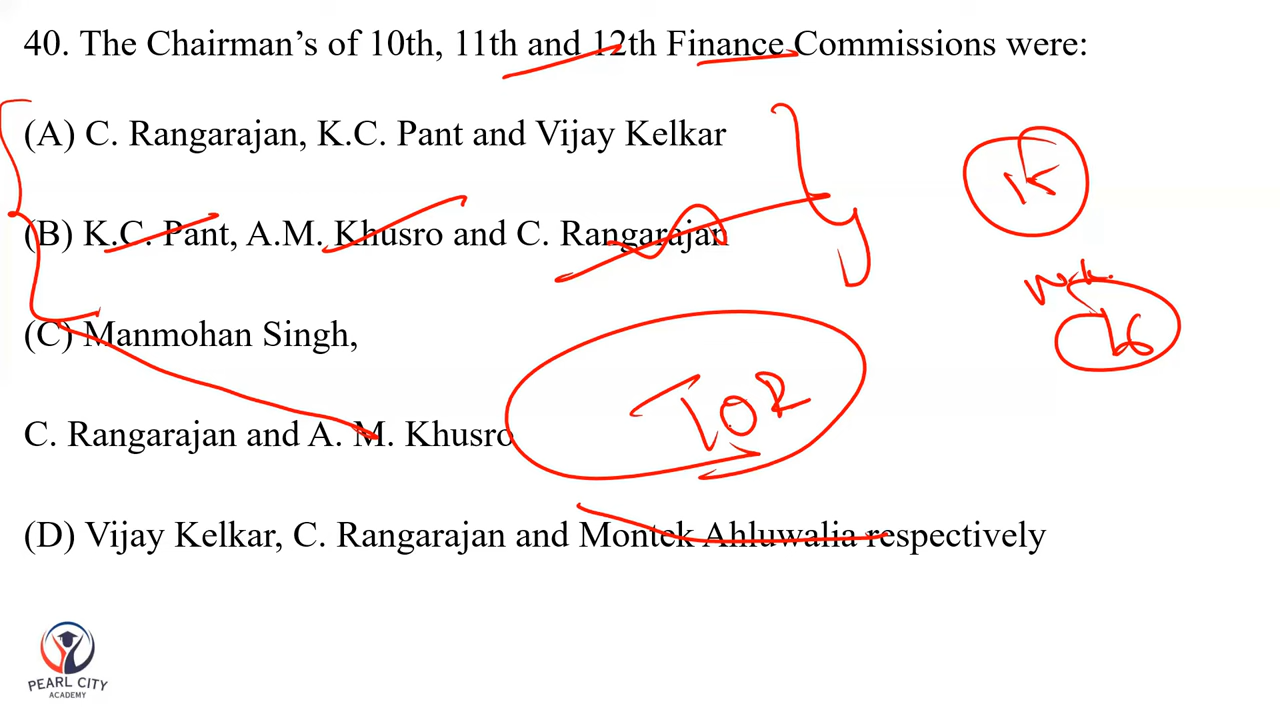 40. The Chairman’s of 10th, 11th and 12th Finance Commissions were:
(A) C. Rangarajan, K.C. Pant and Vijay Kelkar
(B) K.C. Pant, A.M. Khusro and C. Rangarajan
(C) Manmohan Singh,
C. Rangarajan and A. M. Khusro
TOR
(D) Vijay Kelkar, C. Rangarajan and Montek Ahluwalia respectively
PEARL CITY
ACADEMY